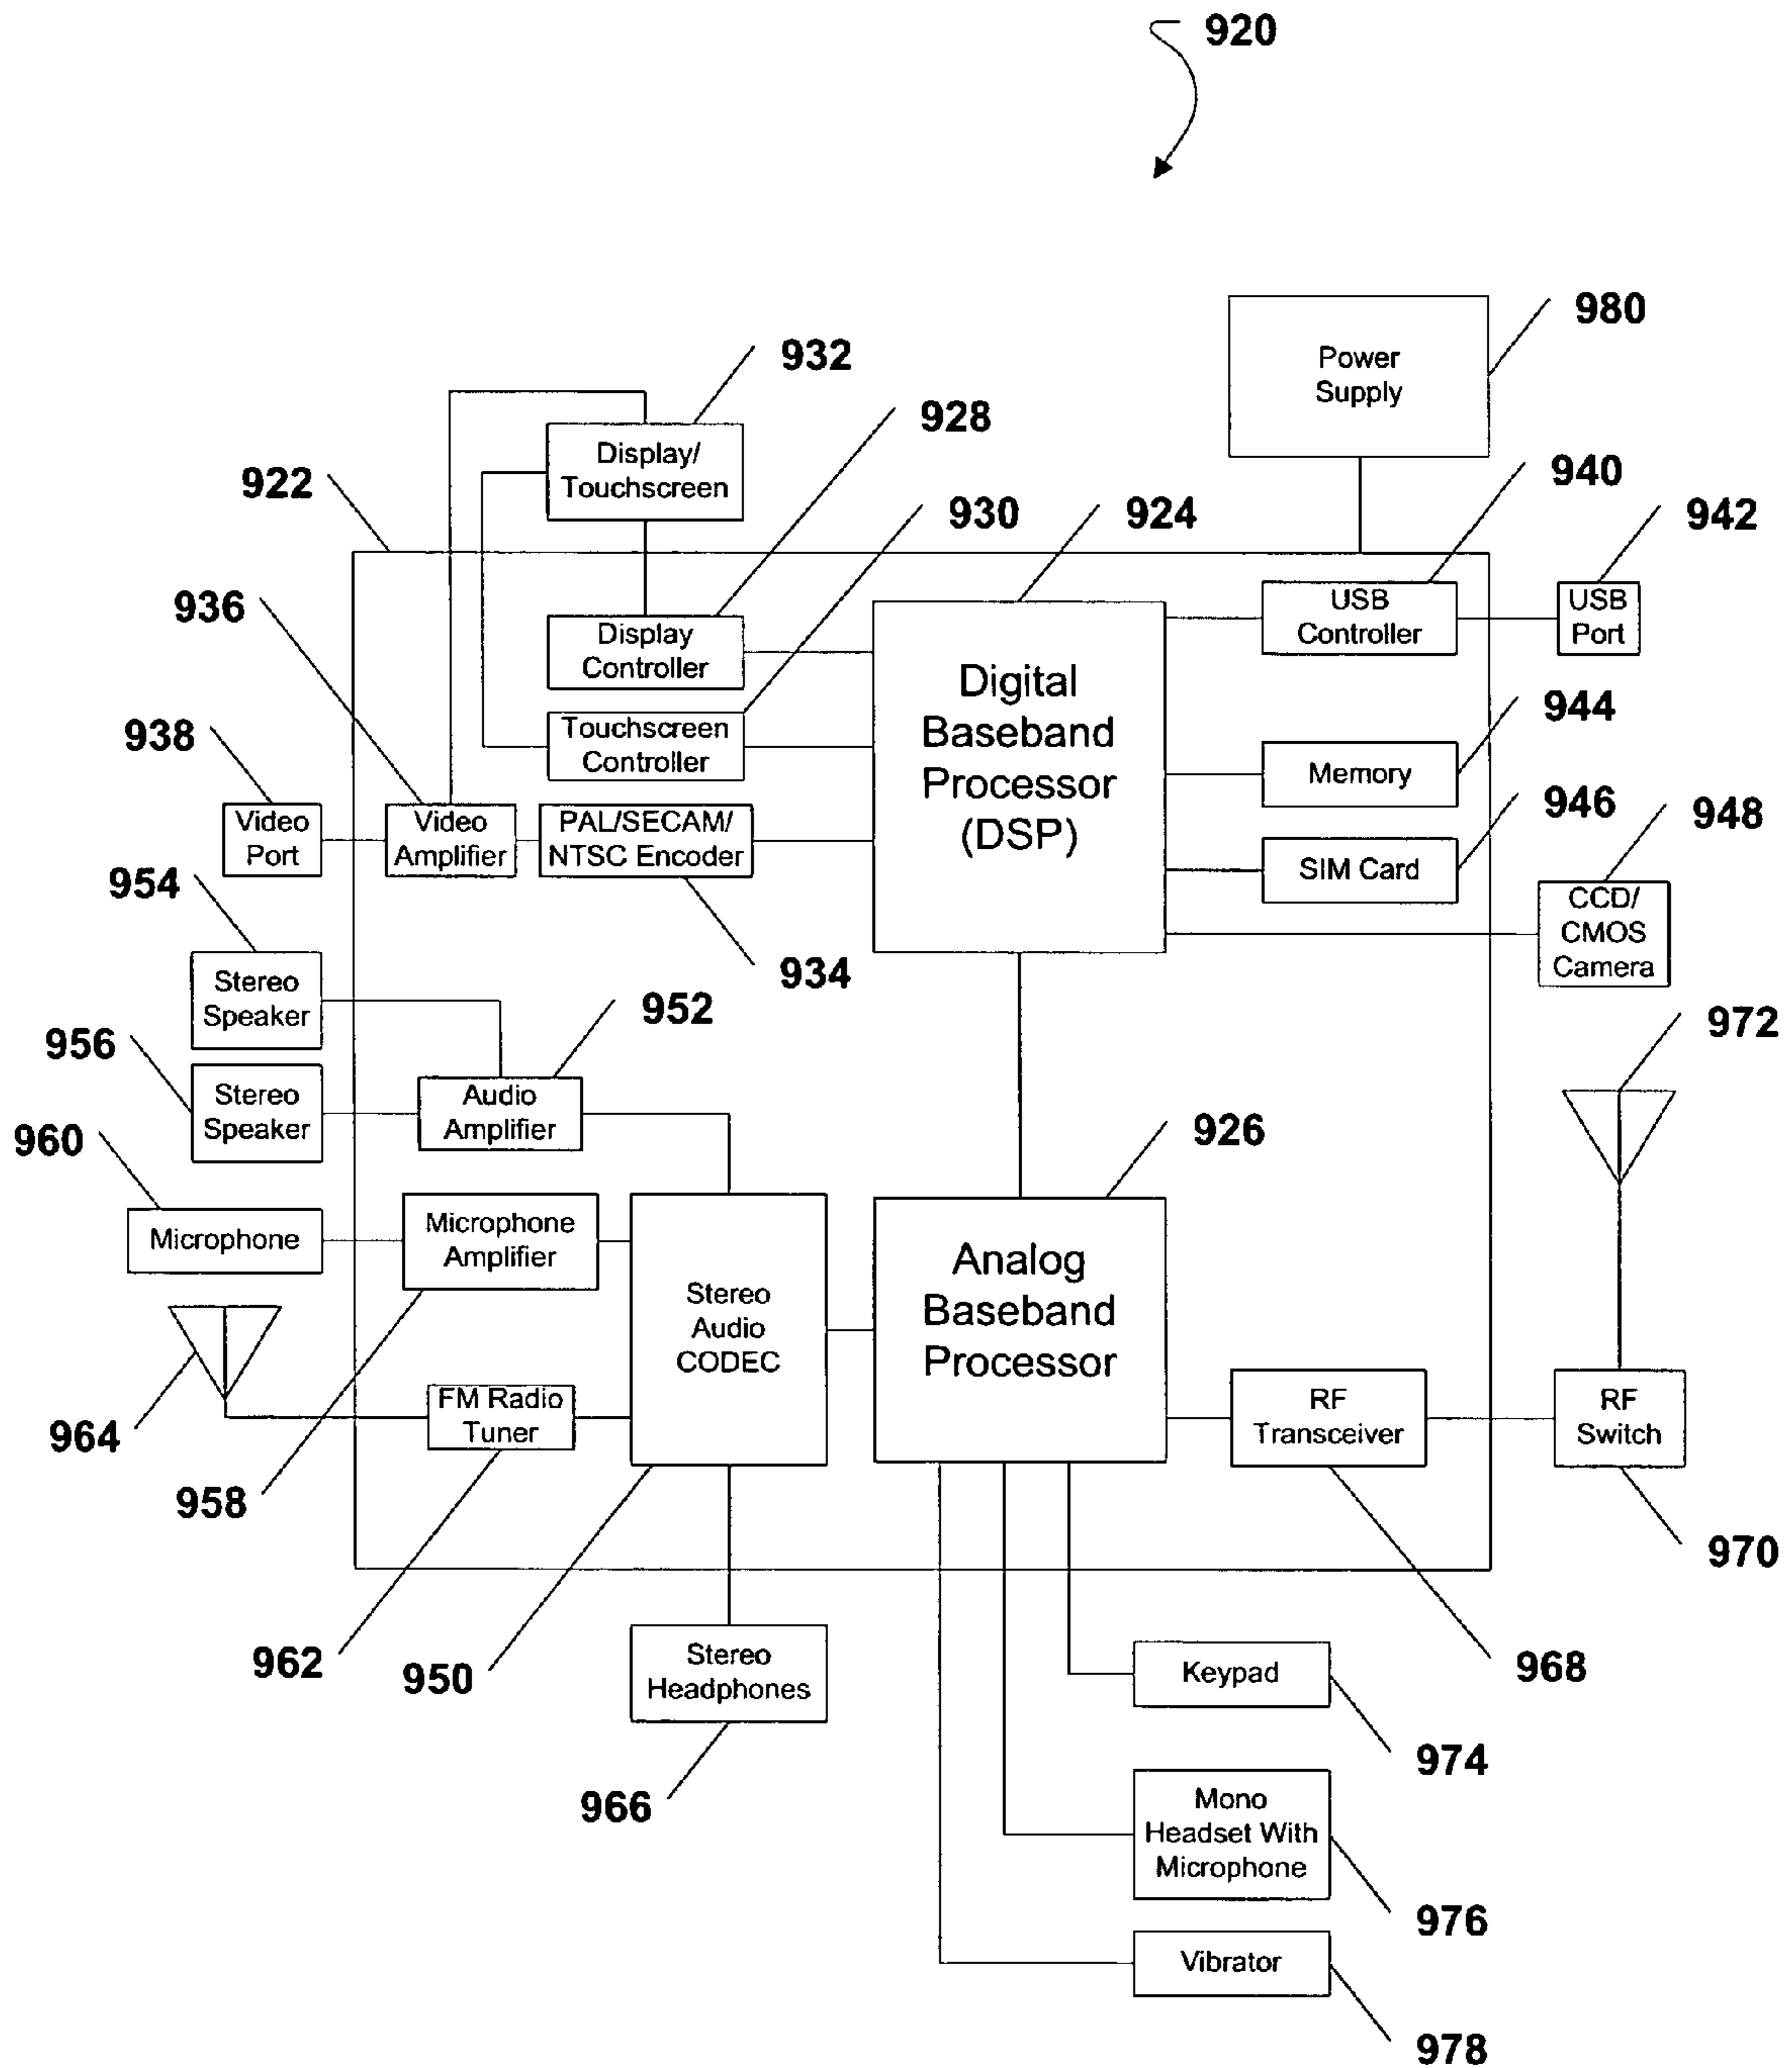 920
980
Power
Supply
932
928
Display/
Touchscreen
922
930
924
940
942
936
USB
Controller
USB
Port
Display
Controller
Digital
Baseband
Processor
(DSP)
938
944
Touchscreen
Controller
Memory
946
948
Video
Port
Video
Amplifier
PAL/SECAM/
NTSC Encoder
SIM Card
954
CCD/
CMOS
Camera
934
Stereo
Speaker
952
972
956
Stereo
Speaker
Audio
Amplifier
960
926
Microphone
Microphone
Amplifier
Stereo
Audio
CODEC
Analog
Baseband
Processor
FM Radio
Tuner
RF
Transceiver
RF
Switch
964
958
970
962
950
Stereo
Headphones
Keypad
968
974
966
Mono
Headset With
Microphone
976
Vibrator
978